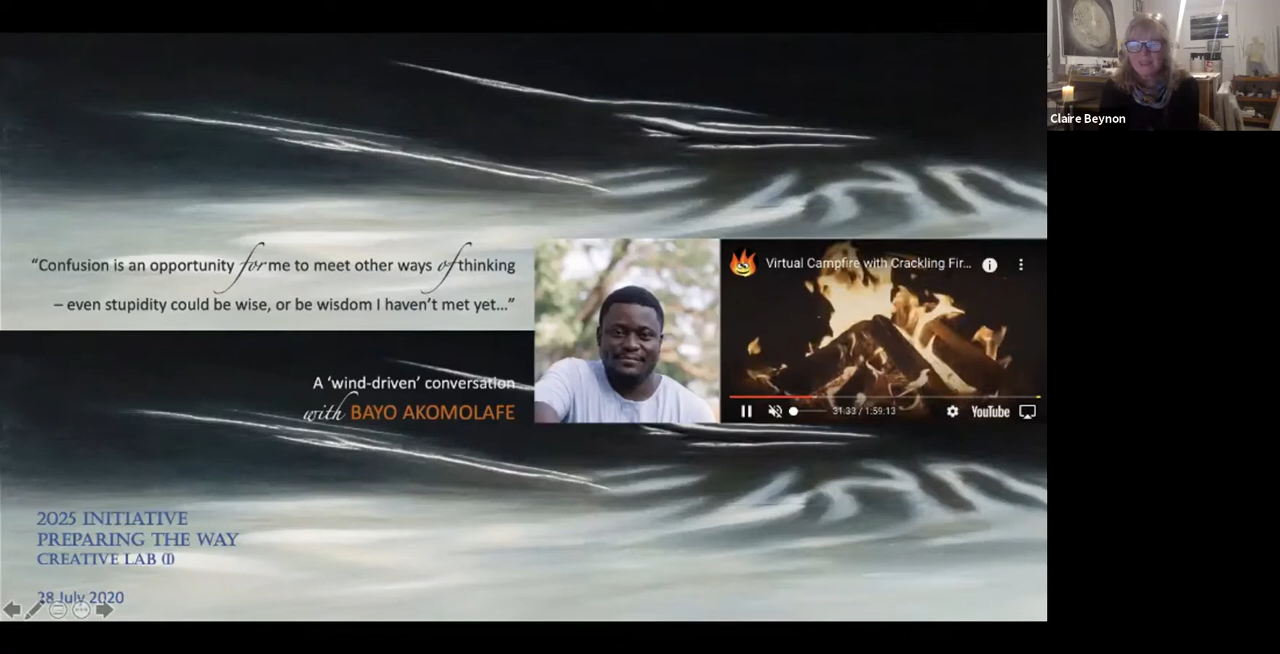 Claire Beynon
“Confusion is an opportunity for me to meet other ways of thinking
– even stupidity could be wise, or be wisdom I haven’t met yet...”
Virtual Campfire with Crackling Fir...
31:33 / 1:59:13
YouTube
A ‘wind-driven’ conversation
with BAYO AKOMOLAFE
2025 INITIATIVE
PREPARING THE WAY
CREATIVE LAB (I)
28 July 2020